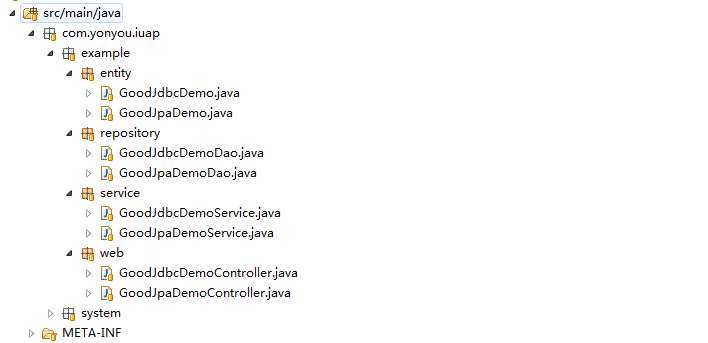 src/main/java
com.yonyou.iuap
example
entity
GoodJdbcDemo.java
GoodJpaDemo.java
repository
GoodJdbcDemoDao.java
GoodJpaDemoDao.java
service
GoodJdbcDemoService.java
GoodJpaDemoService.java
web
GoodJdbcDemoController.java
GoodJpaDemoController.java
system
META-INF